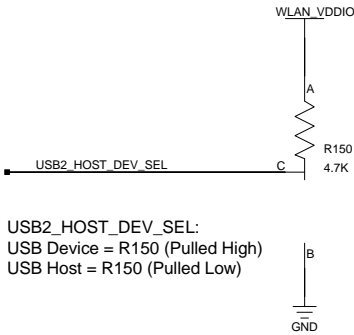 WLAN_VDDIO
A
R150
4.7K
USB2_HOST_DEV_SEL
C
USB2_HOST_DEV_SEL:
USB Device = R150 (Pulled High)
USB Host = R150 (Pulled Low)
B
GND